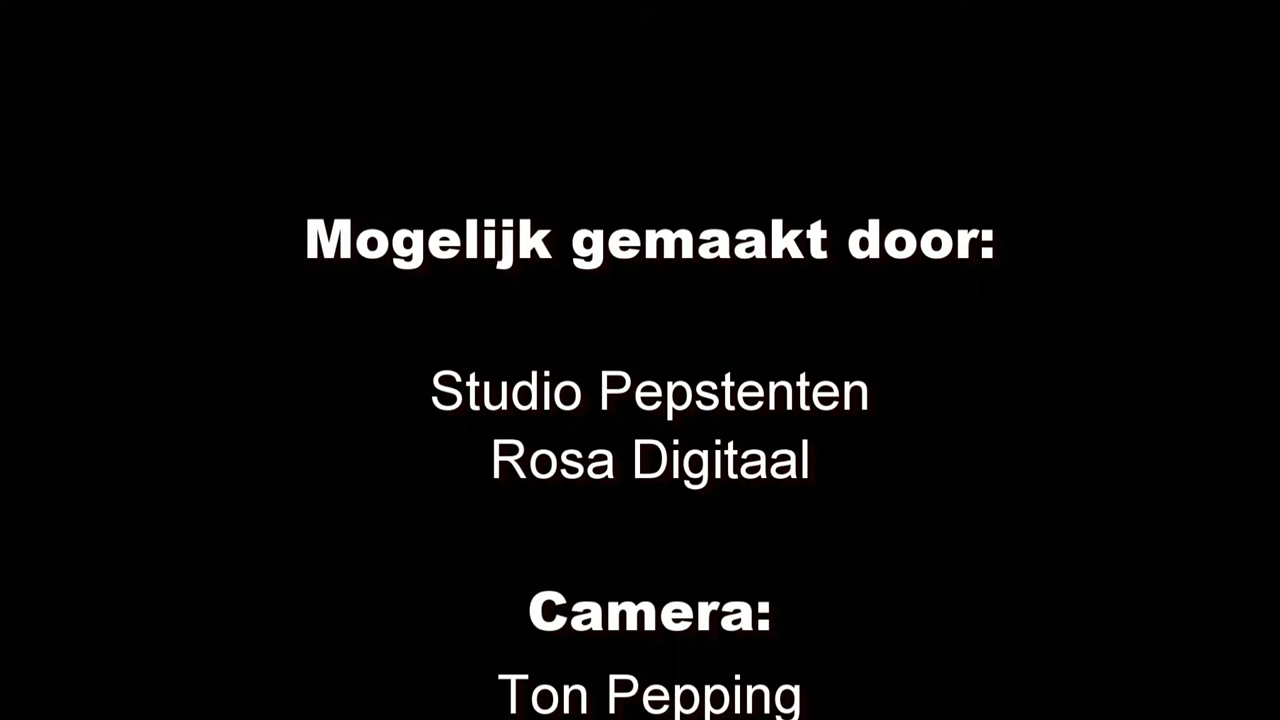 Mogelijk gemaakt door:
Studio Pepstenten
Rosa Digitaal
Camera:
Ton Pepping